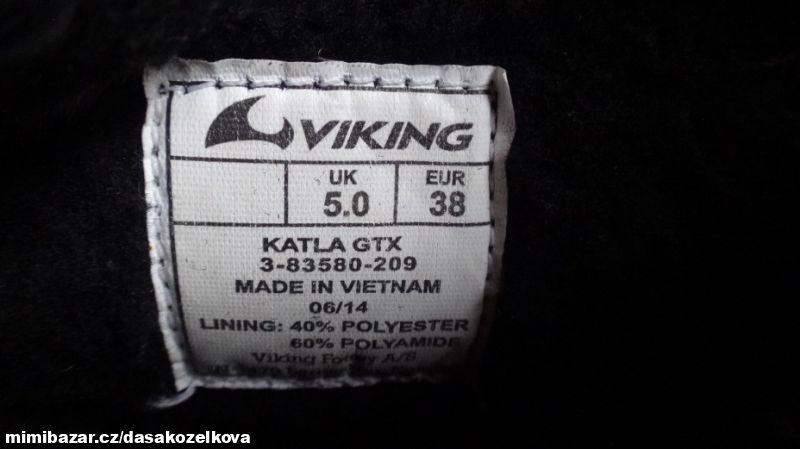 VIKING
UK EUR
5.0 38
KATLA GTX
3-83580-209
MADE IN VIETNAM
06/14
LINING: 40% POLYESTER
60% POLYAMIDE
Viking A/S
mimibazar.cz/dasakozelkova